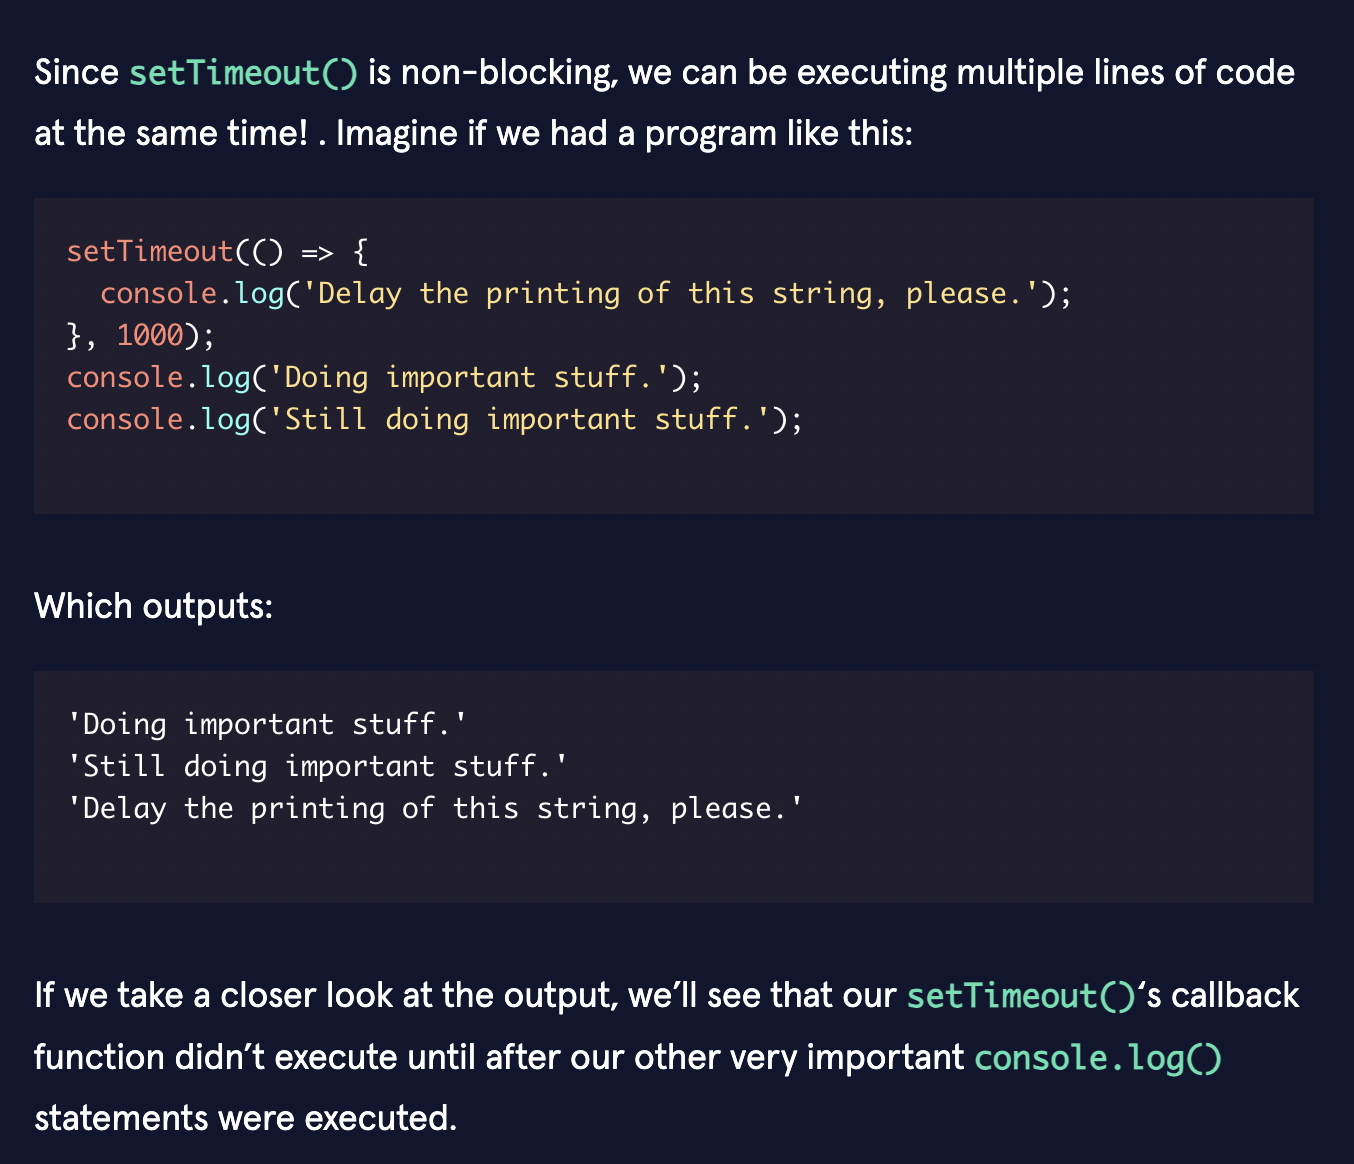 Since setTimeout() is non-blocking, we can be executing multiple lines of code
at the same time! . Imagine if we had a program like this:
setTimeout(() => {
  console.log('Delay the printing of this string, please.');
}, 1000);
console.log('Doing important stuff.');
console.log('Still doing important stuff.');
Which outputs:
'Doing important stuff.'
'Still doing important stuff.'
'Delay the printing of this string, please.'
If we take a closer look at the output, we’ll see that our setTimeout()‘s callback
function didn’t execute until after our other very important console.log()
statements were executed.